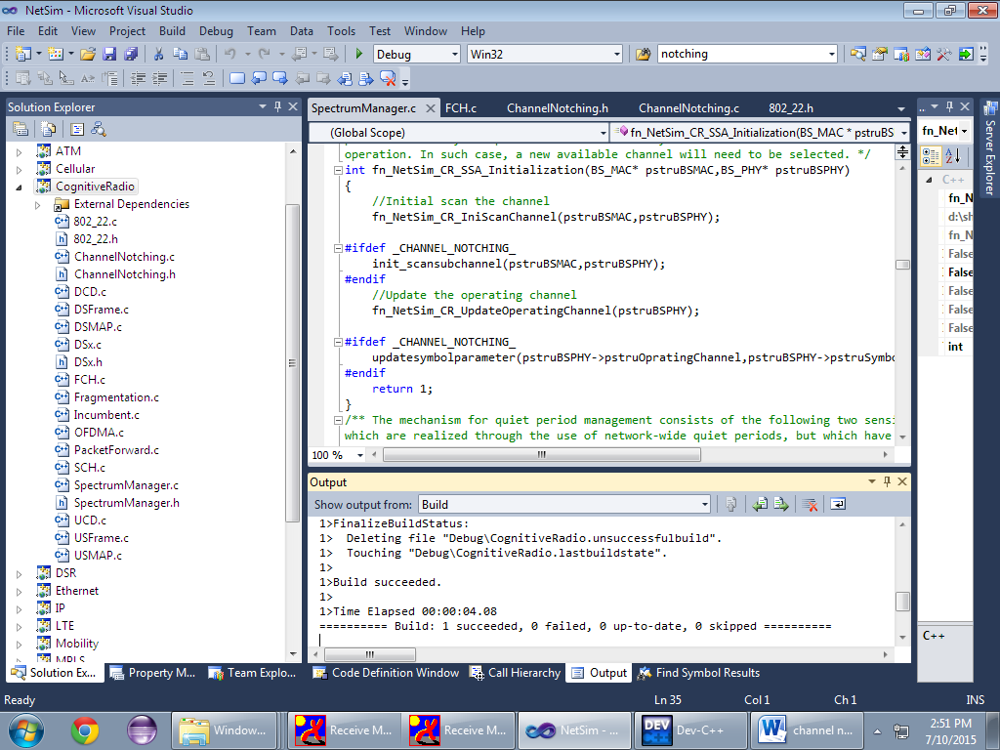 NetSim - Microsoft Visual Studio
File Edit View Project Build Debug Team Data Tools Test Window Help
Debug Win32 notching
Solution Explorer
ATM
Cellular
CognitiveRadio
External Dependencies
802_22.c
802_22.h
ChannelNotching.c
ChannelNotching.h
DCD.c
DSFrame.c
DSMAP.c
DSx.c
DSx.h
FCH.c
Fragmentation.c
Incumbent.c
OFDMA.c
PacketForward.c
SCH.c
SpectrumManager.c
SpectrumManager.h
UCD.c
USFrame.c
USMAP.c
DSR
Ethernet
IP
LTE
Mobility
MPLS
Solution Ex... Property M... Team Explo...
SpectrumManager.c FCH.c ChannelNotching.h ChannelNotching.c 802_22.h
(Global Scope) fn_NetSim_CR_SSA_Initialization(BS_MAC * pstruBS
operation. In such case, a new available channel will need to be selected. */
int fn_NetSim_CR_SSA_Initialization(BS_MAC* pstruBSMAC,BS_PHY* pstruBSPHY)
{
//Initial scan the channel
fn_NetSim_CR_IniScanChannel(pstruBSMAC,pstruBSPHY);
#ifdef _CHANNEL_NOTCHING_
init_scansubchannel(pstruBSMAC,pstruBSPHY);
#endif
//Update the operating channel
fn_NetSim_CR_UpdateOperatingChannel(pstruBSPHY);
#ifdef _CHANNEL_NOTCHING_
updatesymbolparameter(pstruBSPHY->pstruOpratingChannel,pstruBSPHY->pstruSymbo
#endif
return 1;
}
/** The mechanism for quiet period management consists of the following two sensi
which are realized through the use of network-wide quiet periods, but which have
100 %
Output
Show output from: Build
1>FinalizeBuildStatus:
1> Deleting file "Debug\CognitiveRadio.unsuccessfulbuild".
1> Touching "Debug\CognitiveRadio.lastbuildstate".
1>
1>Build succeeded.
1>
1>Time Elapsed 00:00:04.08
========== Build: 1 succeeded, 0 failed, 0 up-to-date, 0 skipped ==========
Code Definition Window Call Hierarchy Output Find Symbol Results
fn_Net
C++
fn_N
d:\sh
fn_N
False
False
False
False
False
int
C++
Server Explorer
Ready Ln 35 Col 1 Ch 1 INS
Window... Receive M... Receive M... NetSim - ... DEV Dev-C++ channel n...
2:51 PM
7/10/2015